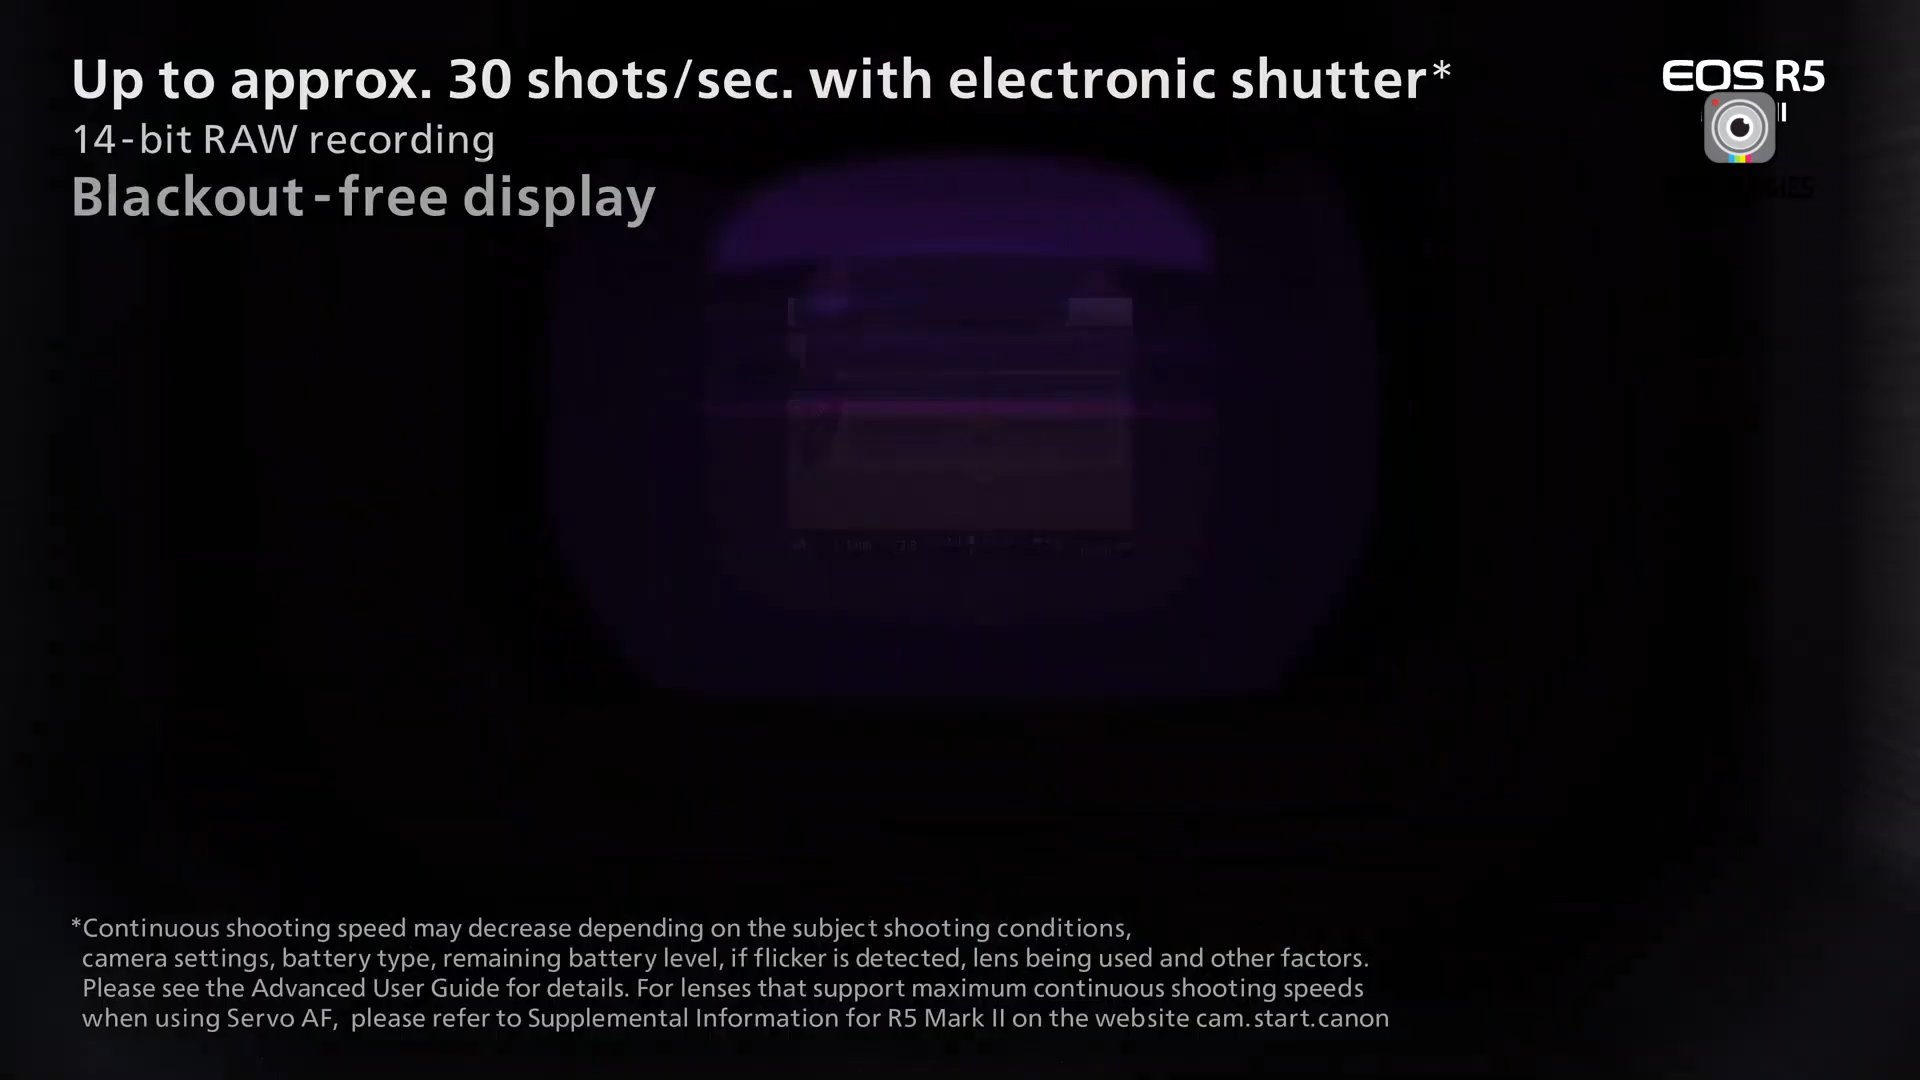 Up to approx. 30 shots/sec. with electronic shutter*
EOS R5
14-bit RAW recording
Blackout-free display
*Continuous shooting speed may decrease depending on the subject shooting conditions,
camera settings, battery type, remaining battery level, if flicker is detected, lens being used and other factors.
Please see the Advanced User Guide for details. For lenses that support maximum continuous shooting speeds
when using Servo AF, please refer to Supplemental Information for R5 Mark II on the website cam.start.canon